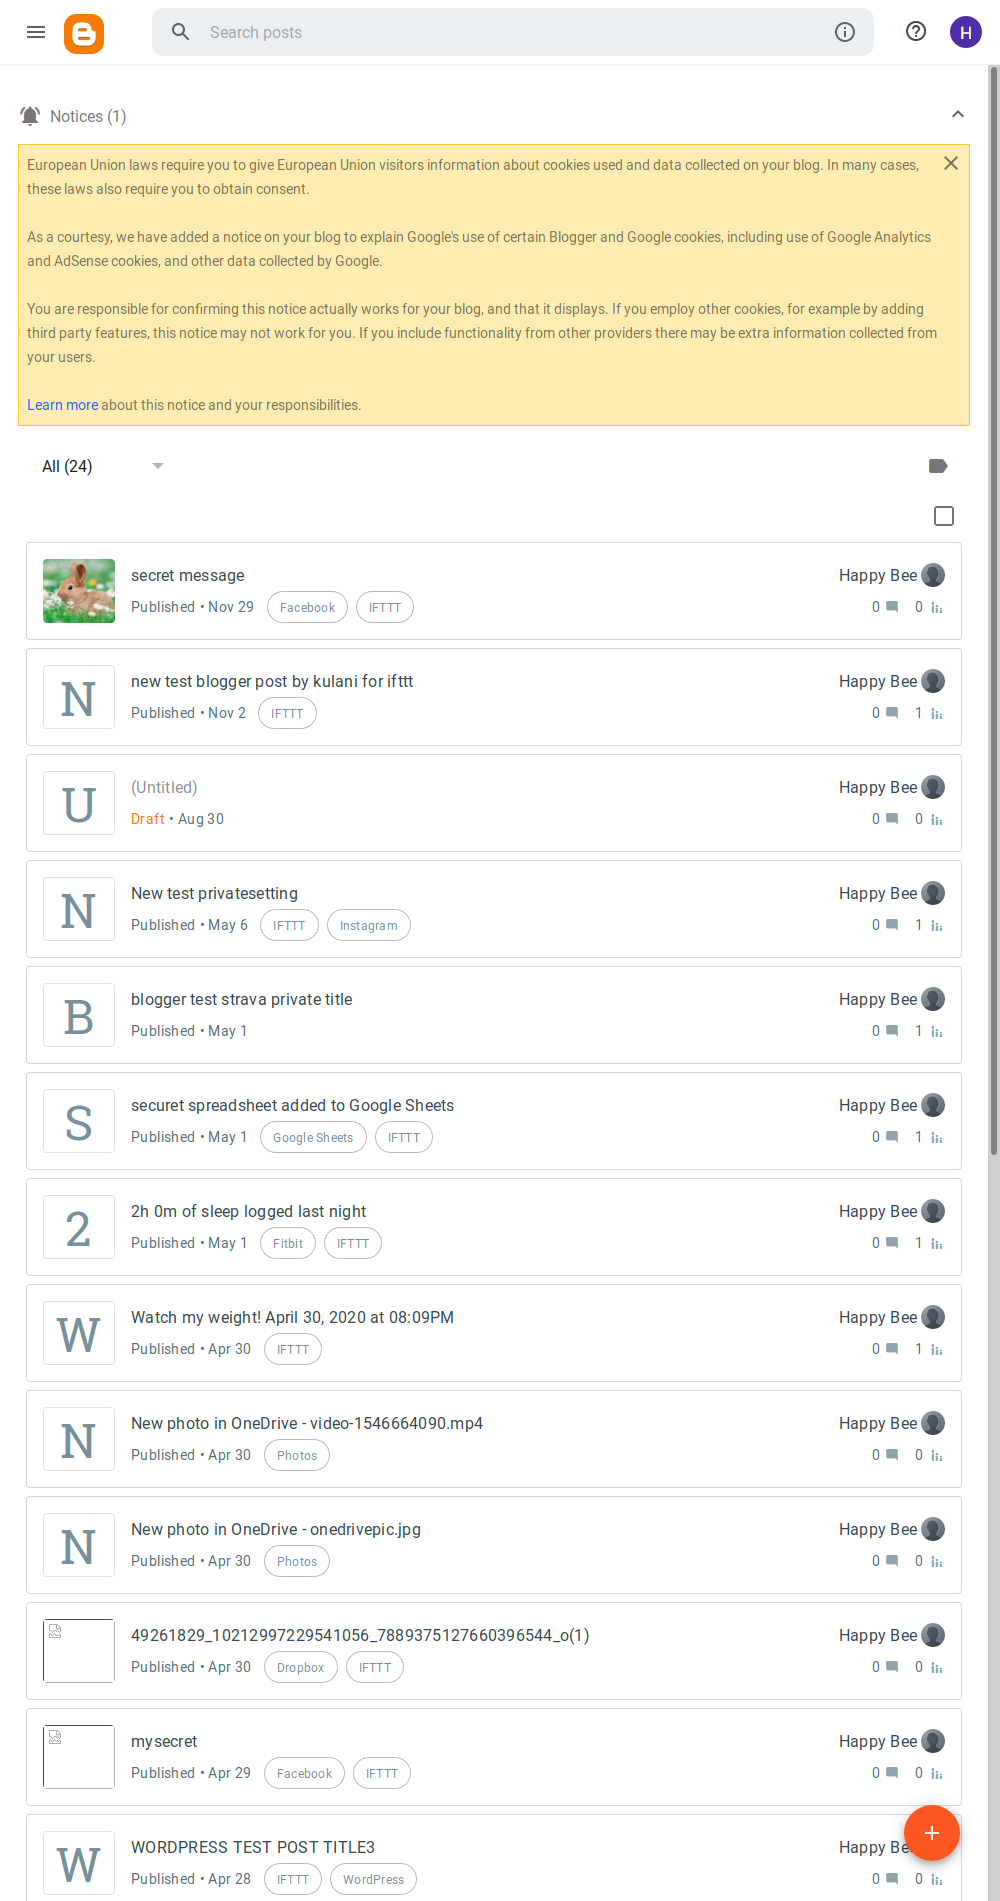 Search posts
H
Notices (1)
European Union laws require you to give European Union visitors information about cookies used and data collected on your blog. In many cases,
these laws also require you to obtain consent.
As a courtesy, we have added a notice on your blog to explain Google's use of certain Blogger and Google cookies, including use of Google Analytics
and AdSense cookies, and other data collected by Google.
You are responsible for confirming this notice actually works for your blog, and that it displays. If you employ other cookies, for example by adding
third party features, this notice may not work for you. If you include functionality from other providers there may be extra information collected from
your users.
Learn more about this notice and your responsibilities.
All (24)
secret message Happy Bee
Published • Nov 29 Facebook IFTTT 0 0
N
new test blogger post by kulani for ifttt Happy Bee
Published • Nov 2 IFTTT 0 1
U
(Untitled) Happy Bee
Draft • Aug 30 0 0
N
New test privatesetting Happy Bee
Published • May 6 IFTTT Instagram 0 1
B
blogger test strava private title Happy Bee
Published • May 1 0 1
S
securet spreadsheet added to Google Sheets Happy Bee
Published • May 1 Google Sheets IFTTT 0 1
2
2h 0m of sleep logged last night Happy Bee
Published • May 1 Fitbit IFTTT 0 1
W
Watch my weight! April 30, 2020 at 08:09PM Happy Bee
Published • Apr 30 IFTTT 0 1
N
New photo in OneDrive - video-1546664090.mp4 Happy Bee
Published • Apr 30 Photos 0 0
N
New photo in OneDrive - onedrivepic.jpg Happy Bee
Published • Apr 30 Photos 0 0
49261829_10212997229541056_7889375127660396544_o(1) Happy Bee
Published • Apr 30 Dropbox IFTTT 0 0
mysecret Happy Bee
Published • Apr 29 Facebook IFTTT 0 0
W
WORDPRESS TEST POST TITLE3 Happy Be
Published • Apr 28 IFTTT WordPress 0 0